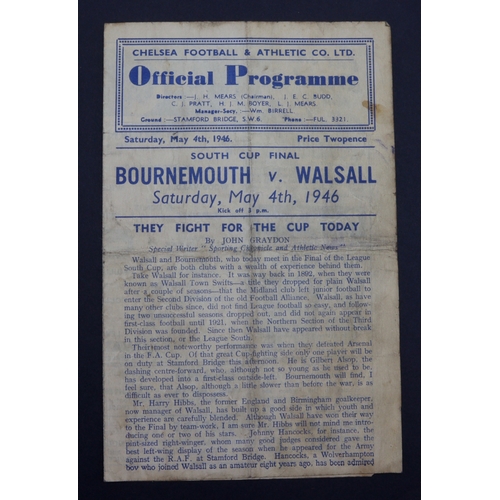 CHELSEA FOOTBALL & ATHLETIC CO. LTD.
Official Programme
Directors :—J. H. MEARS (Chairman), J. E. C. BUDD,
C. J. PRATT, H. J. M. BOYER, L. J. MEARS.
Manager-Secy. :—Wm. BIRRELL
Ground :—STAMFORD BRIDGE, S.W.6. Phone :—FUL. 3321.
Saturday, May 4th, 1946. Price Twopence
SOUTH CUP FINAL
BOURNEMOUTH v. WALSALL
Saturday, May 4th, 1946
Kick off 3 p.m.
THEY FIGHT FOR THE CUP TODAY
By JOHN GRAYDON
Special Writer "Sporting Chronicle and Athletic News"
Walsall and Bournemouth, who today meet in the Final of the League
South Cup, are both clubs with a wealth of experience behind them.
Take Walsall for instance. It was way back in 1892, when they were
known as Walsall Town Swifts—a title they dropped for plain Walsall
after a couple of seasons—that the Midland club left junior football to
enter the Second Division of the old Football Alliance. Walsall, as have
many other clubs since, did not find League football so easy, and follow-
ing two unsuccessful seasons dropped out, and did not again appear in
first-class football until 1921, when the Northern Section of the Third
Division was founded. Since then Walsall have appeared without break
in this section, or the League South.
Their most noteworthy performance was when they defeated Arsenal
in the F.A. Cup. Of that great Cup-fighting side only one player will be
on duty at Stamford Bridge this afternoon. He is Gilbert Alsop, the
dashing centre-forward, who, although not so young as he used to be,
has developed into a first-class outside-left. Bournemouth will find, I
feel sure, that Alsop, although a little slower than before the war, is as
difficult as ever to dispossess.
Mr. Harry Hibbs, the former England and Birmingham goalkeeper,
now manager of Walsall, has built up a good side in which youth and
experience are carefully blended. Although Walsall have won their way
to the Final by team-work, I am sure Mr. Hibbs will not mind me intro-
ducing one or two of his stars. Johnny Hancocks, for instance, the
pint-sized right-winger, whom many good judges considered gave the
best left-wing display of the season when he appeared for the Army
against the R.A.F. at Stamford Bridge. Hancocks, a Wolverhampton
boy who joined Walsall as an amateur eight years ago, has been admired